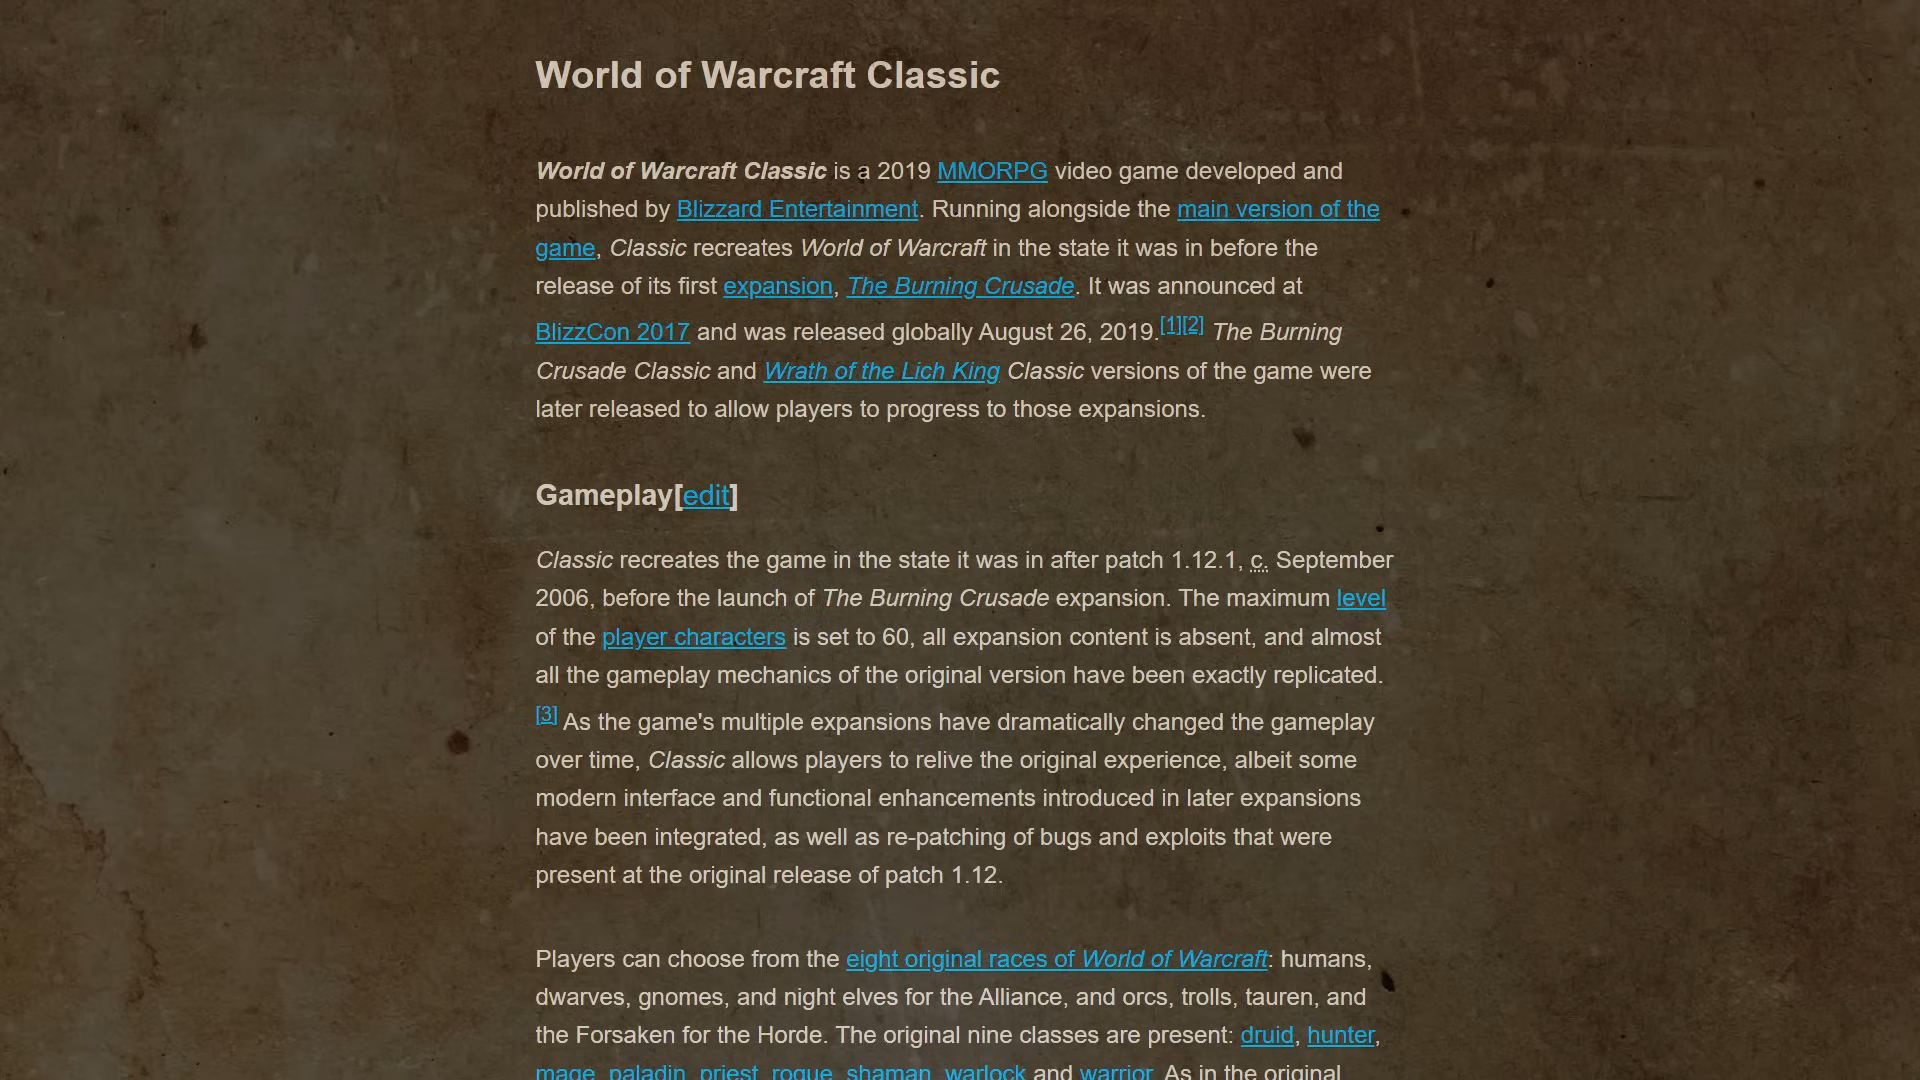 World of Warcraft Classic
World of Warcraft Classic is a 2019 MMORPG video game developed and
published by Blizzard Entertainment. Running alongside the main version of the
game, Classic recreates World of Warcraft in the state it was in before the
release of its first expansion, The Burning Crusade. It was announced at
BlizzCon 2017 and was released globally August 26, 2019.[1][2] The Burning
Crusade Classic and Wrath of the Lich King Classic versions of the game were
later released to allow players to progress to those expansions.
Gameplay[edit]
Classic recreates the game in the state it was in after patch 1.12.1, c. September
2006, before the launch of The Burning Crusade expansion. The maximum level
of the player characters is set to 60, all expansion content is absent, and almost
all the gameplay mechanics of the original version have been exactly replicated.
[3] As the game's multiple expansions have dramatically changed the gameplay
over time, Classic allows players to relive the original experience, albeit some
modern interface and functional enhancements introduced in later expansions
have been integrated, as well as re-patching of bugs and exploits that were
present at the original release of patch 1.12.
Players can choose from the eight original races of World of Warcraft: humans,
dwarves, gnomes, and night elves for the Alliance, and orcs, trolls, tauren, and
the Forsaken for the Horde. The original nine classes are present: druid, hunter,
mage, paladin, priest, rogue, shaman, warlock and warrior. As in the original